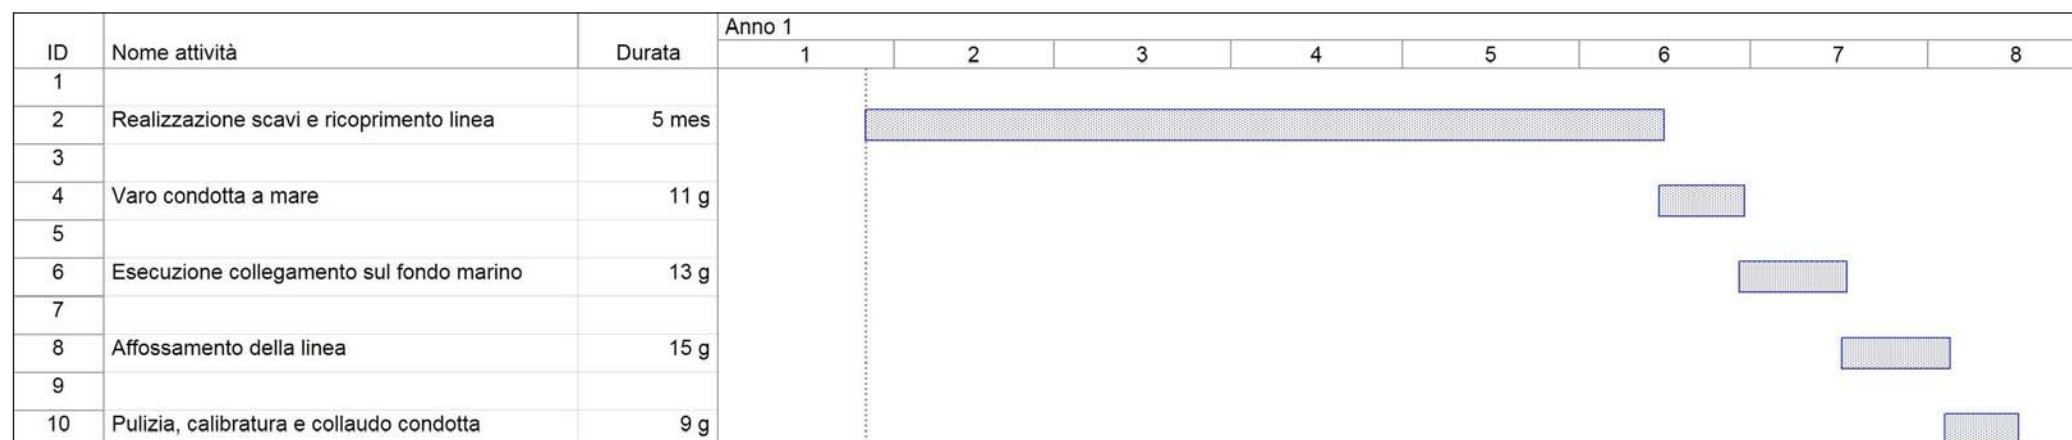 Anno 1
ID Nome attività Durata 1 2 3 4 5 6 7 8
1
2 Realizzazione scavi e ricoprimento linea 5 mes
3
4 Varo condotta a mare 11 g
5
6 Esecuzione collegamento sul fondo marino 13 g
7
8 Affossamento della linea 15 g
9
10 Pulizia, calibratura e collaudo condotta 9 g